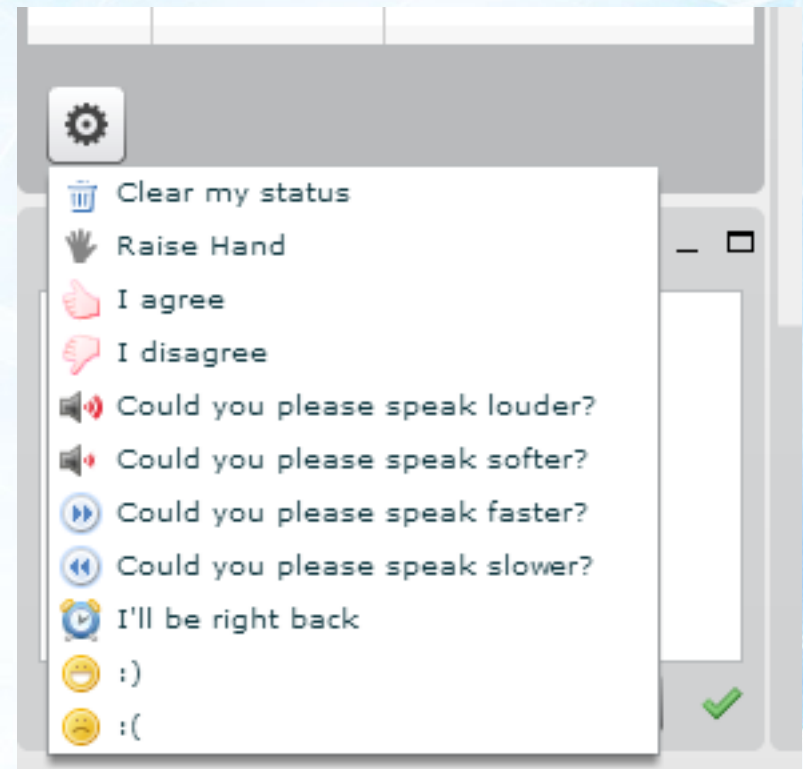 Clear my status
Raise Hand
I agree
I disagree
Could you please speak louder?
Could you please speak softer?
Could you please speak faster?
Could you please speak slower?
I'll be right back
:)
:(